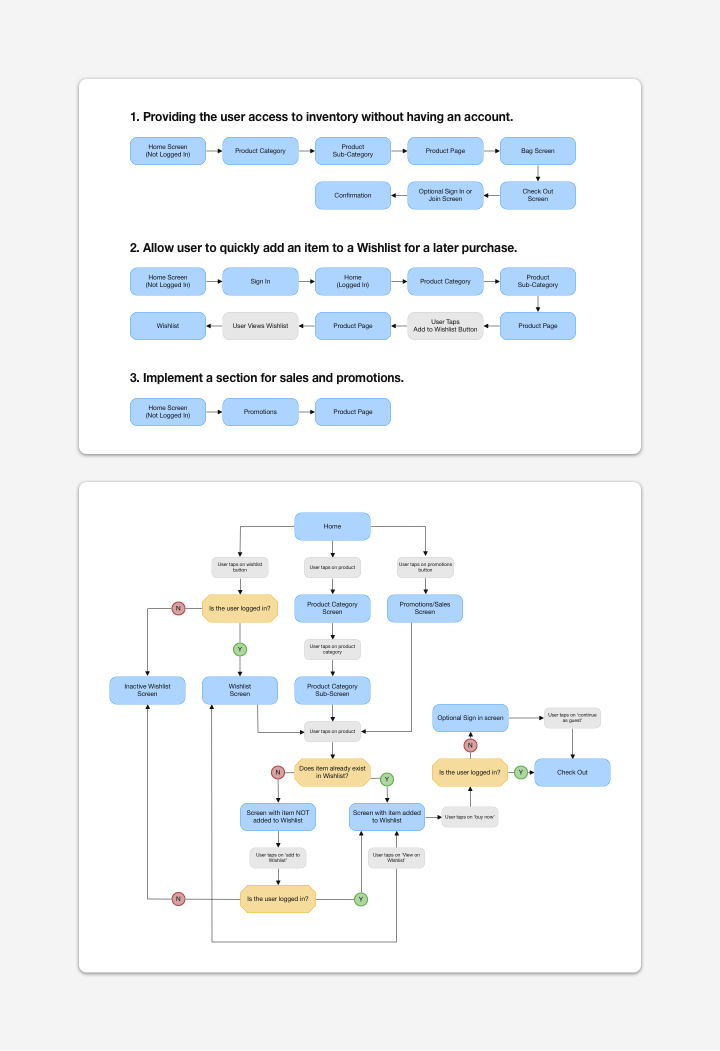 1. Providing the user access to inventory without having an account.
Home Screen
(Not Logged In)
Product Category
Product
Sub-Category
Product Page
Bag Screen
Confirmation
Optional Sign In or
Join Screen
Check Out
Screen
2. Allow user to quickly add an item to a Wishlist for a later purchase.
Home Screen
(Not Logged In)
Sign In
Home
(Logged In)
Product Category
Product
Sub-Category
Wishlist
User Views Wishlist
Product Page
User Taps
Add to Wishlist Button
Product Page
3. Implement a section for sales and promotions.
Home Screen
(Not Logged In)
Promotions
Product Page
Home
User taps on wishlist
button
User taps on product
User taps on promotions
button
N
Is the user logged in?
Product Category
Screen
Promotions/Sales
Screen
Y
User taps on product
category
Inactive Wishlist
Screen
Wishlist
Screen
Product Category
Sub-Screen
Optional Sign in screen
User taps on 'continue
as guest'
User taps on product
N
N
Does item already exist
in Wishlist?
Y
Is the user logged in?
Y
Check Out
Screen with item NOT
added to Wishlist
Screen with item added
to Wishlist
User taps on 'buy now'
User taps on 'add to
Wishlist'
User taps on 'View on
Wishlist'
N
Is the user logged in?
Y